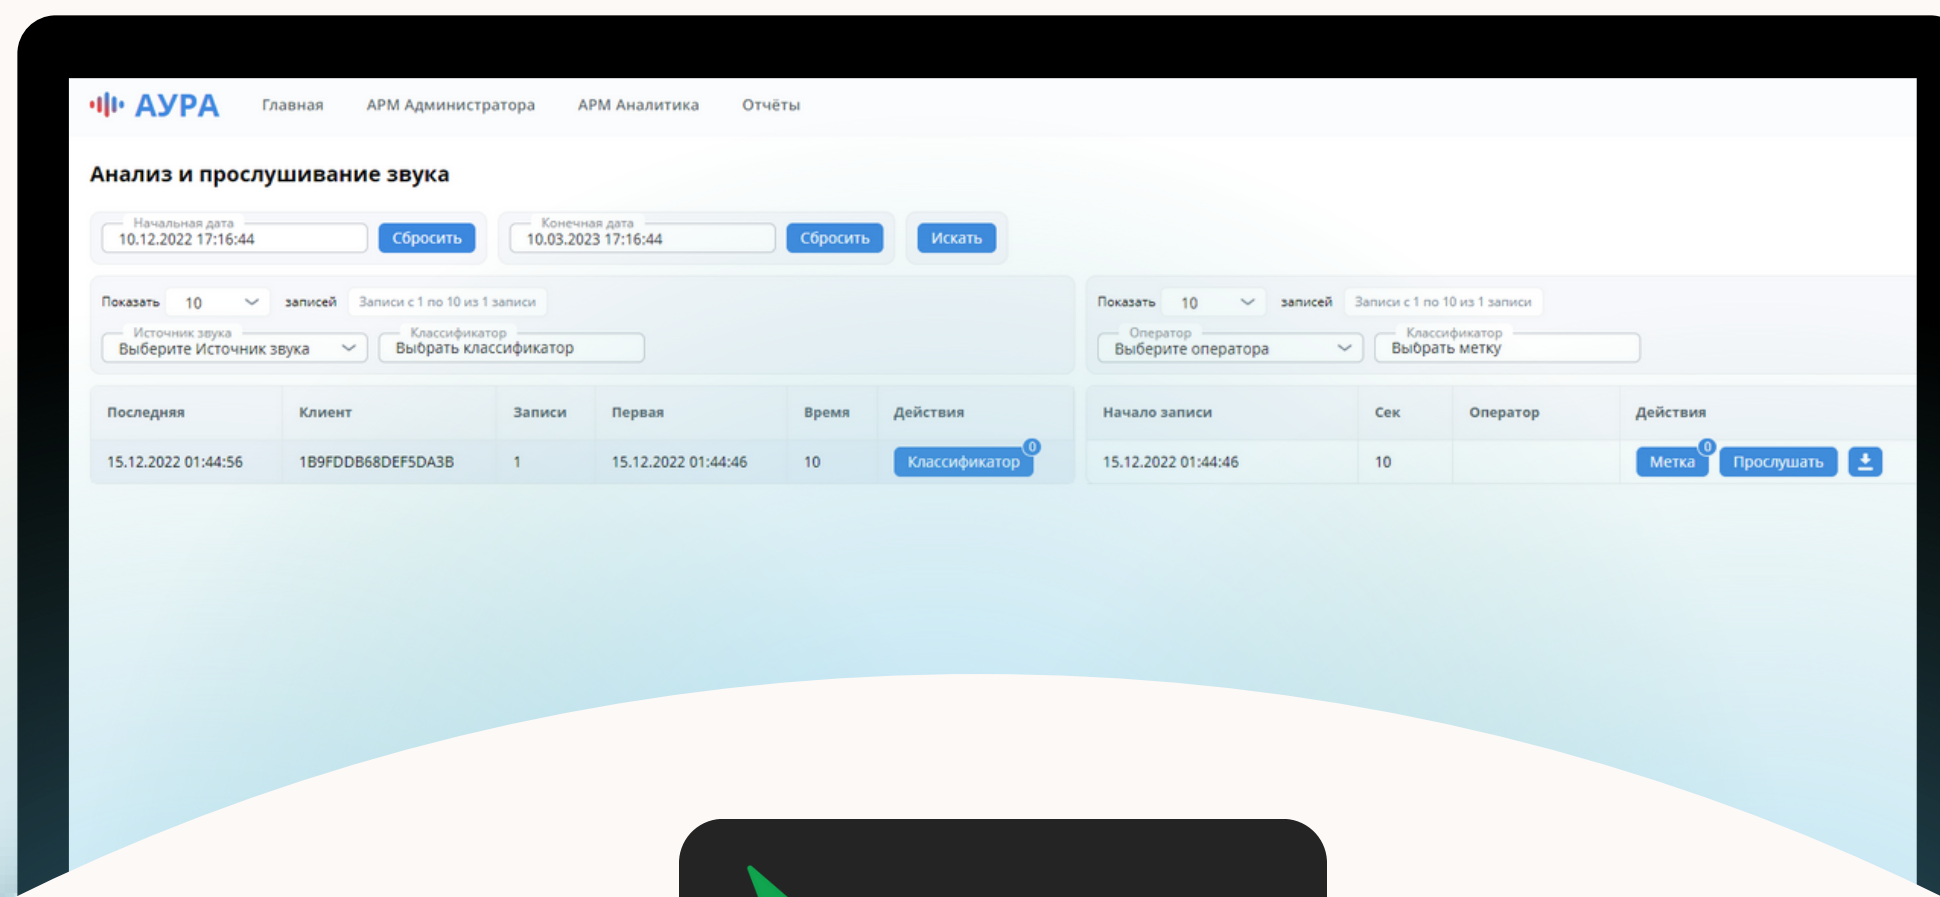 АУРА Главная АРМ Администратора АРМ Аналитика Отчёты
Анализ и прослушивание звука
Начальная дата
10.12.2022 17:16:44
Сбросить
Конечная дата
10.03.2023 17:16:44
Сбросить
Искать
Показать 10 записей Записи с 1 по 10 из 1 записи
Источник звука
Выберите Источник звука
Классификатор
Выбрать классификатор
Последняя Клиент Записи Первая Время Действия
15.12.2022 01:44:56 1B9FDDB68DEF5DA3B 1 15.12.2022 01:44:46 10 Классификатор 0
Показать 10 записей Записи с 1 по 10 из 1 записи
Оператор
Выберите оператора
Классификатор
Выбрать метку
Начало записи Сек Оператор Действия
15.12.2022 01:44:46 10 Метка 0 Прослушать